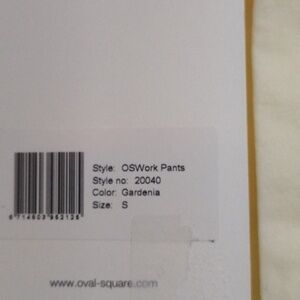 Style: OSWork Pants
Style no: 20040
Color: Gardenia
Size: S
www.oval-square.com